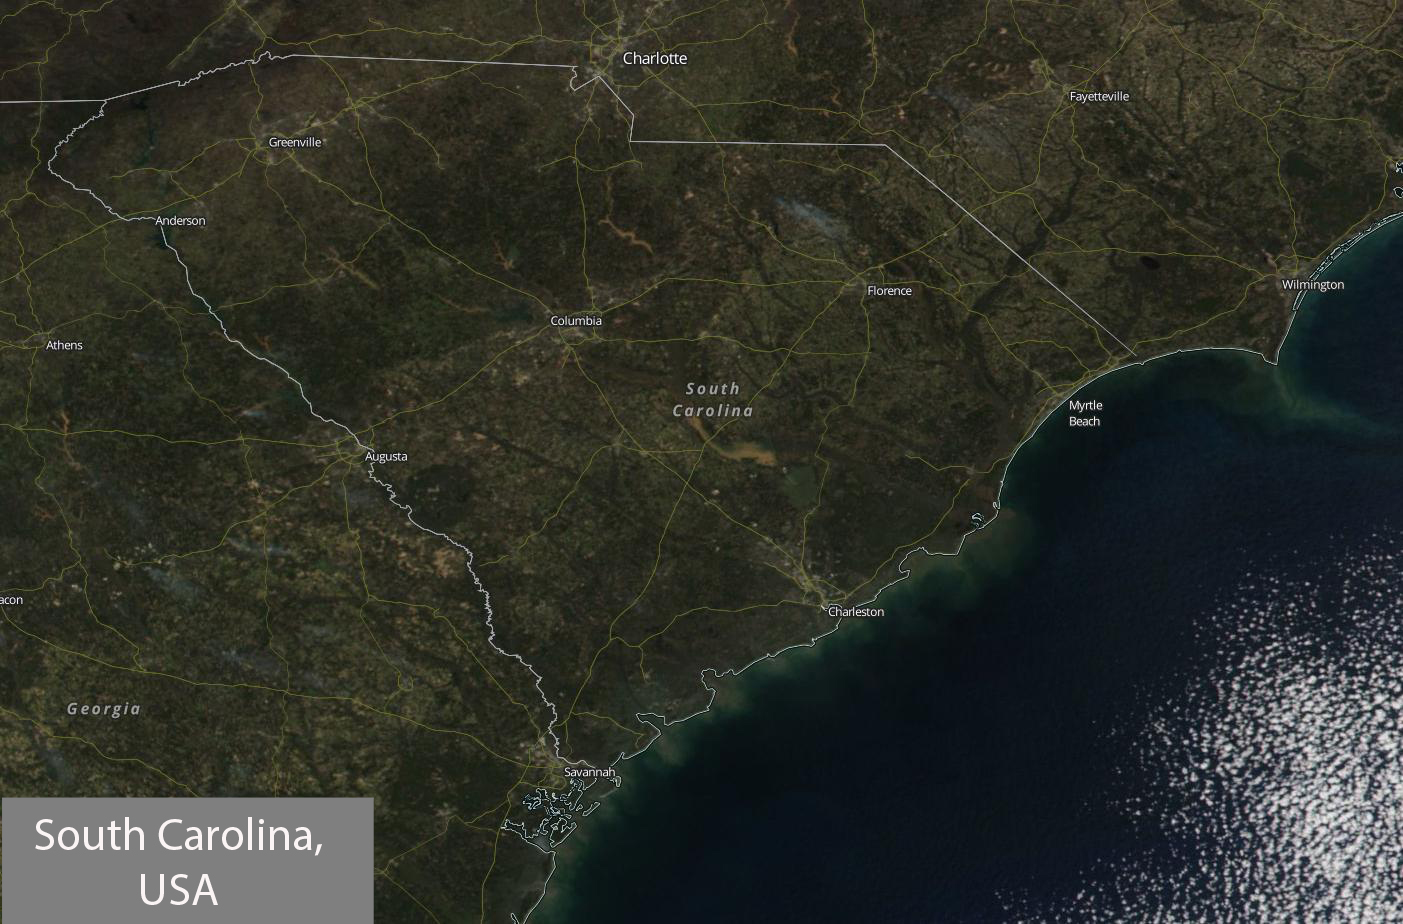 Charlotte
Fayetteville
Greenville
Anderson
Wilmington
Florence
Columbia
Athens
South
Carolina
Myrtle
Beach
Augusta
acon
Charleston
Georgia
Savannah
South Carolina,
USA